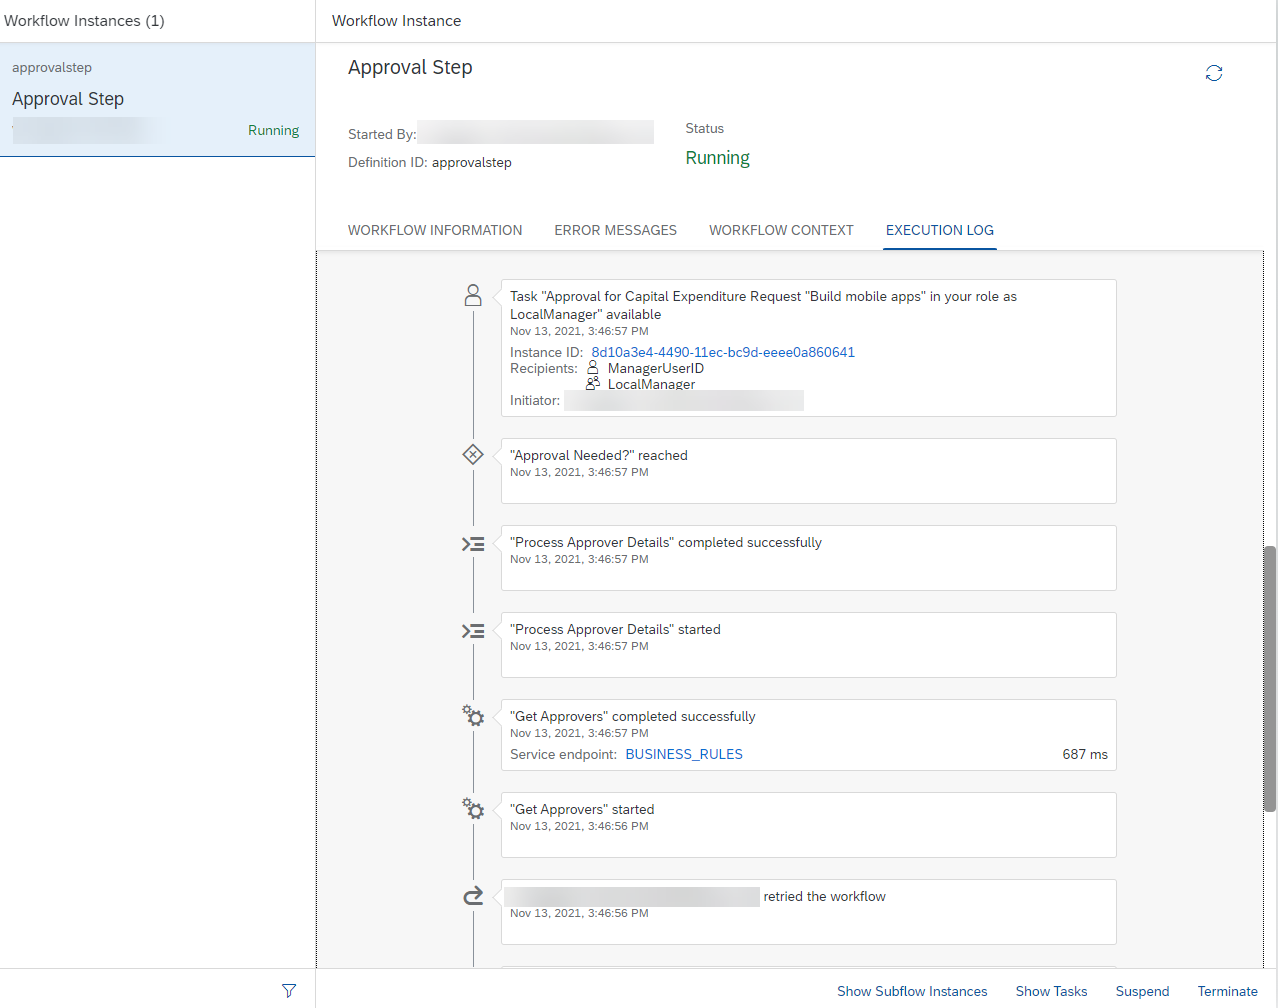 Workflow Instances (1)
Workflow Instance
approvalstep
Approval Step
Running
Approval Step
Started By:
Definition ID: approvalstep
Status
Running
WORKFLOW INFORMATION
ERROR MESSAGES
WORKFLOW CONTEXT
EXECUTION LOG
Task "Approval for Capital Expenditure Request "Build mobile apps" in your role as
LocalManager" available
Nov 13, 2021, 3:46:57 PM
Instance ID: 8d10a3e4-4490-11ec-bc9d-eeee0a860641
Recipients: ManagerUserID
LocalManager
Initiator:
"Approval Needed?" reached
Nov 13, 2021, 3:46:57 PM
"Process Approver Details" completed successfully
Nov 13, 2021, 3:46:57 PM
"Process Approver Details" started
Nov 13, 2021, 3:46:57 PM
"Get Approvers" completed successfully
Nov 13, 2021, 3:46:57 PM
Service endpoint: BUSINESS_RULES 687 ms
"Get Approvers" started
Nov 13, 2021, 3:46:56 PM
retried the workflow
Nov 13, 2021, 3:46:56 PM
Show Subflow Instances
Show Tasks
Suspend
Terminate